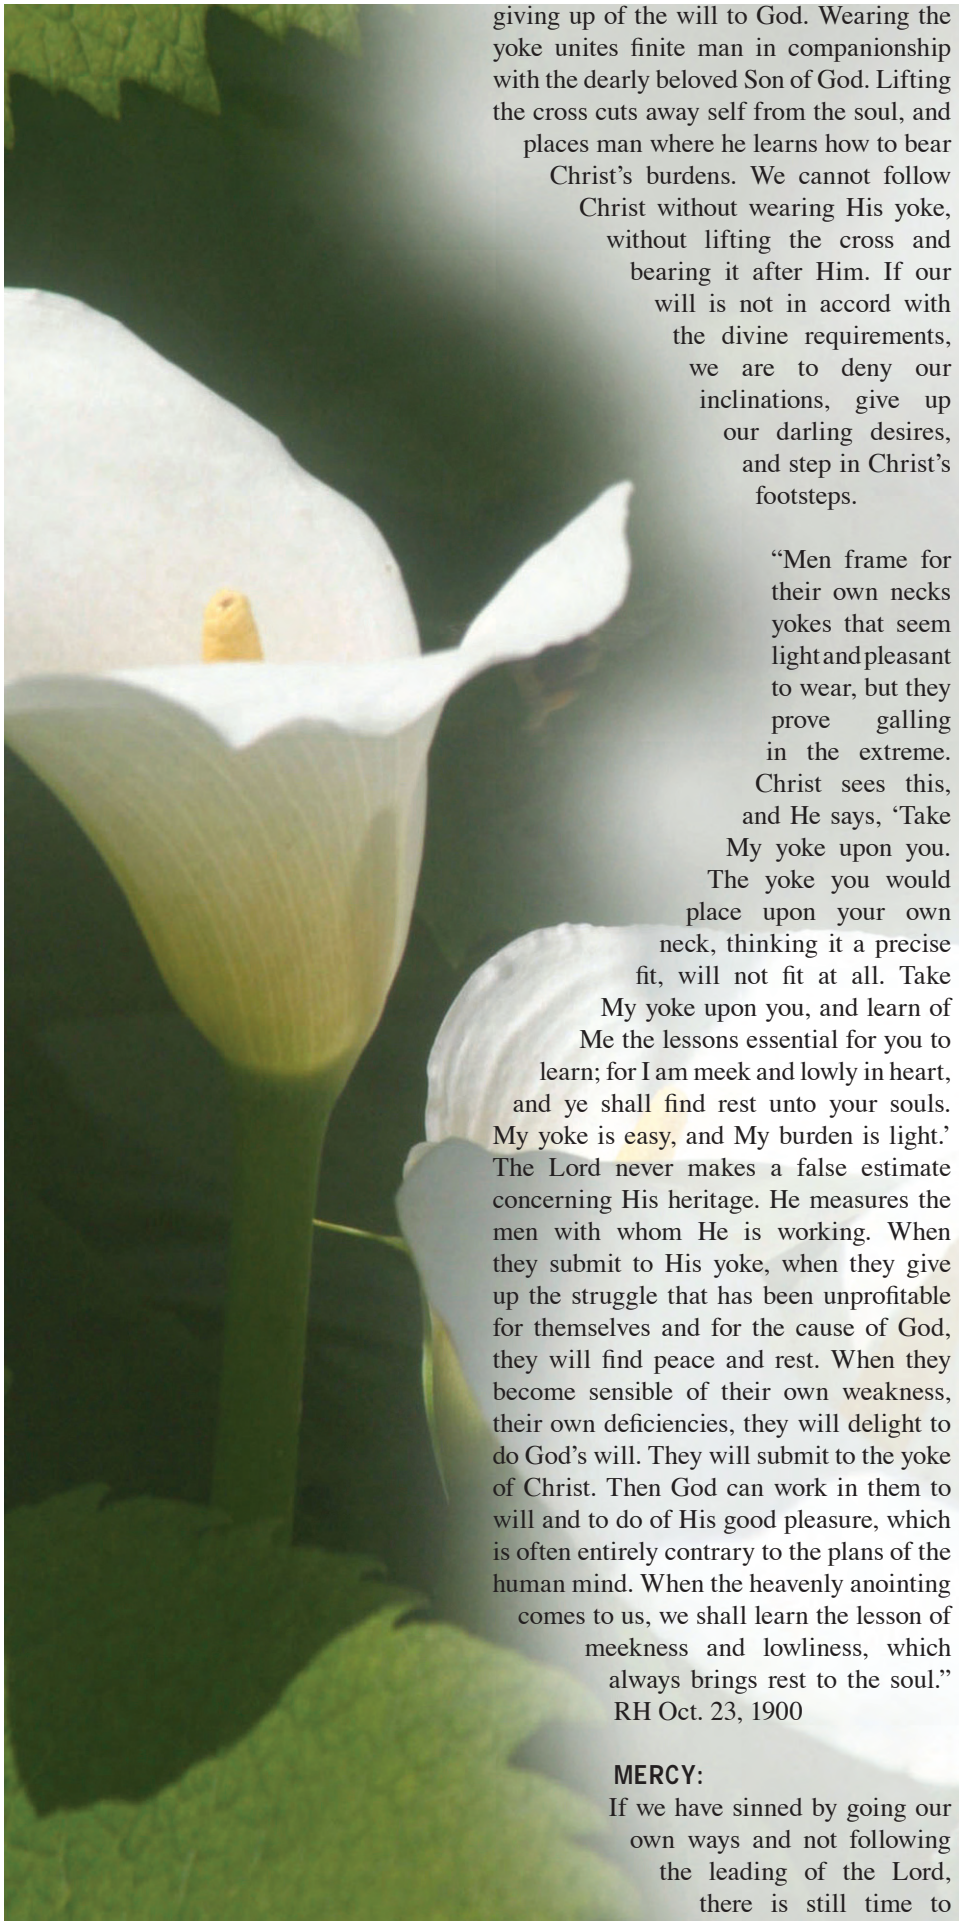 giving up of the will to God. Wearing the
yoke unites finite man in companionship
with the dearly beloved Son of God. Lifting
the cross cuts away self from the soul, and
places man where he learns how to bear
Christ’s burdens. We cannot follow
Christ without wearing His yoke,
without lifting the cross and
bearing it after Him. If our
will is not in accord with
the divine requirements,
we are to deny our
inclinations, give up
our darling desires,
and step in Christ’s
footsteps.
“Men frame for
their own necks
yokes that seem
light and pleasant
to wear, but they
prove galling
in the extreme.
Christ sees this,
and He says, ‘Take
My yoke upon you.
The yoke you would
place upon your own
neck, thinking it a precise
fit, will not fit at all. Take
My yoke upon you, and learn of
Me the lessons essential for you to
learn; for I am meek and lowly in heart,
and ye shall find rest unto your souls.
My yoke is easy, and My burden is light.’
The Lord never makes a false estimate
concerning His heritage. He measures the
men with whom He is working. When
they submit to His yoke, when they give
up the struggle that has been unprofitable
for themselves and for the cause of God,
they will find peace and rest. When they
become sensible of their own weakness,
their own deficiencies, they will delight to
do God’s will. They will submit to the yoke
of Christ. Then God can work in them to
will and to do of His good pleasure, which
is often entirely contrary to the plans of the
human mind. When the heavenly anointing
comes to us, we shall learn the lesson of
meekness and lowliness, which
always brings rest to the soul.”
RH Oct. 23, 1900
MERCY:
If we have sinned by going our
own ways and not following
the leading of the Lord,
there is still time to